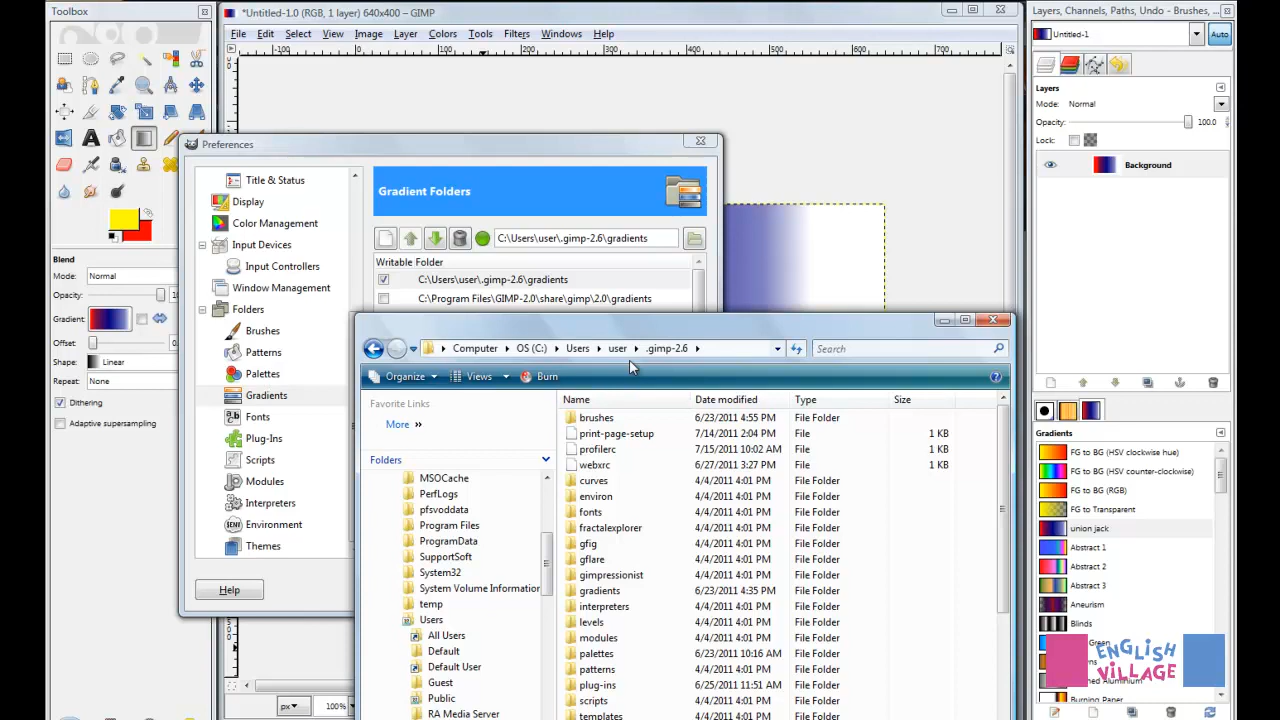 Toolbox
*Untitled-1.0 (RGB, 1 layer) 640x400 – GIMP
Layers, Channels, Paths, Undo - Brushes, ...
File Edit Select View Image Layer Colors Tools Filters Windows Help
Untitled-1
Auto
-100 0 100 200 300 400 500 600 700
Layers
Mode: Normal
Opacity: 100.0
Lock:
Background
Preferences
Title & Status
Display
Color Management
Input Devices
Input Controllers
Window Management
Folders
Brushes
Patterns
Palettes
Gradients
Fonts
Plug-Ins
Scripts
Modules
Interpreters
Environment
Themes
Help
Gradient Folders
C:\Users\user\.gimp-2.6\gradients
Writable Folder
C:\Users\user\.gimp-2.6\gradients
C:\Program Files\GIMP-2.0\share\gimp\2.0\gradients
Blend
Mode: Normal
Opacity:
Gradient:
Offset:
Shape: Linear
Repeat: None
Dithering
Adaptive supersampling
Computer OS (C:) Users user .gimp-2.6
Search
Organize Views Burn
Favorite Links
More
Folders
MSOCache
PerfLogs
pfsvoddata
Program Files
ProgramData
SupportSoft
System32
System Volume Information
temp
Users
All Users
Default
Default User
Guest
Public
RA Media Server
Name Date modified Type Size
brushes 6/23/2011 4:55 PM File Folder
print-page-setup 7/14/2011 2:04 PM File 1 KB
profilerc 7/15/2011 10:02 AM File 1 KB
webxrc 6/27/2011 3:27 PM File 1 KB
curves 4/4/2011 4:01 PM File Folder
environ 4/4/2011 4:01 PM File Folder
fonts 4/4/2011 4:01 PM File Folder
fractalexplorer 4/4/2011 4:01 PM File Folder
gfig 4/4/2011 4:01 PM File Folder
gflare 4/4/2011 4:01 PM File Folder
gimpressionist 4/4/2011 4:01 PM File Folder
gradients 6/23/2011 4:35 PM File Folder
interpreters 4/4/2011 4:01 PM File Folder
levels 4/4/2011 4:01 PM File Folder
modules 4/4/2011 4:01 PM File Folder
palettes 6/23/2011 10:16 AM File Folder
patterns 4/4/2011 4:01 PM File Folder
plug-ins 6/25/2011 11:51 AM File Folder
scripts 4/4/2011 4:01 PM File Folder
templates 4/4/2011 4:01 PM File Folder
px 100%
Gradients
FG to BG (HSV clockwise hue)
FG to BG (HSV counter-clockwise)
FG to BG (RGB)
FG to Transparent
union jack
Abstract 1
Abstract 2
Abstract 3
Aneurism
Blinds
Burning Paper
ENGLISH
VILLAGE